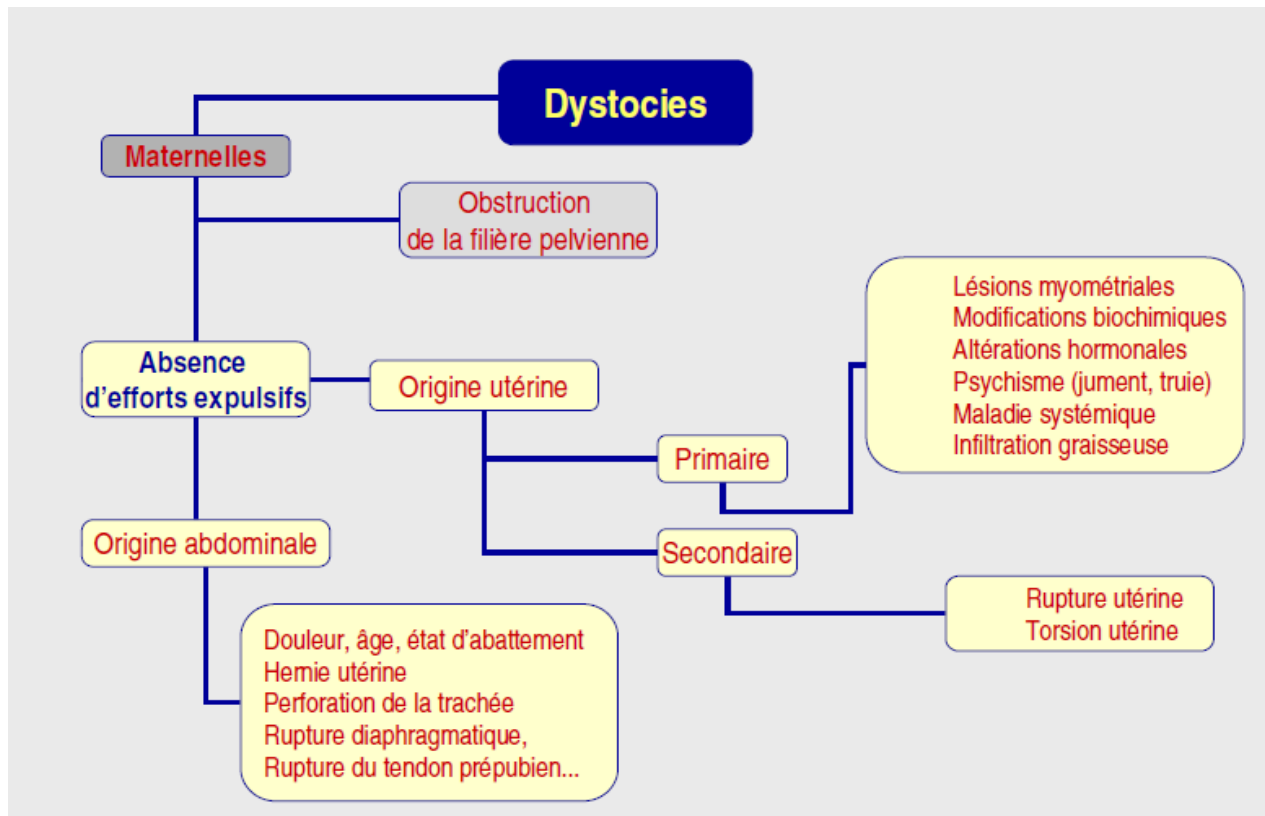 Dystocies
Maternelles
Obstruction
de la filière pelvienne
Absence
d’efforts expulsifs
Origine utérine
Primaire
Lésions myométriales
Modifications biochimiques
Altérations hormonales
Psychisme (jument, truie)
Maladie systémique
Infiltration graisseuse
Secondaire
Rupture utérine
Torsion utérine
Origine abdominale
Douleur, âge, état d’abattement
Hernie utérine
Perforation de la trachée
Rupture diaphragmatique,
Rupture du tendon prépubien...